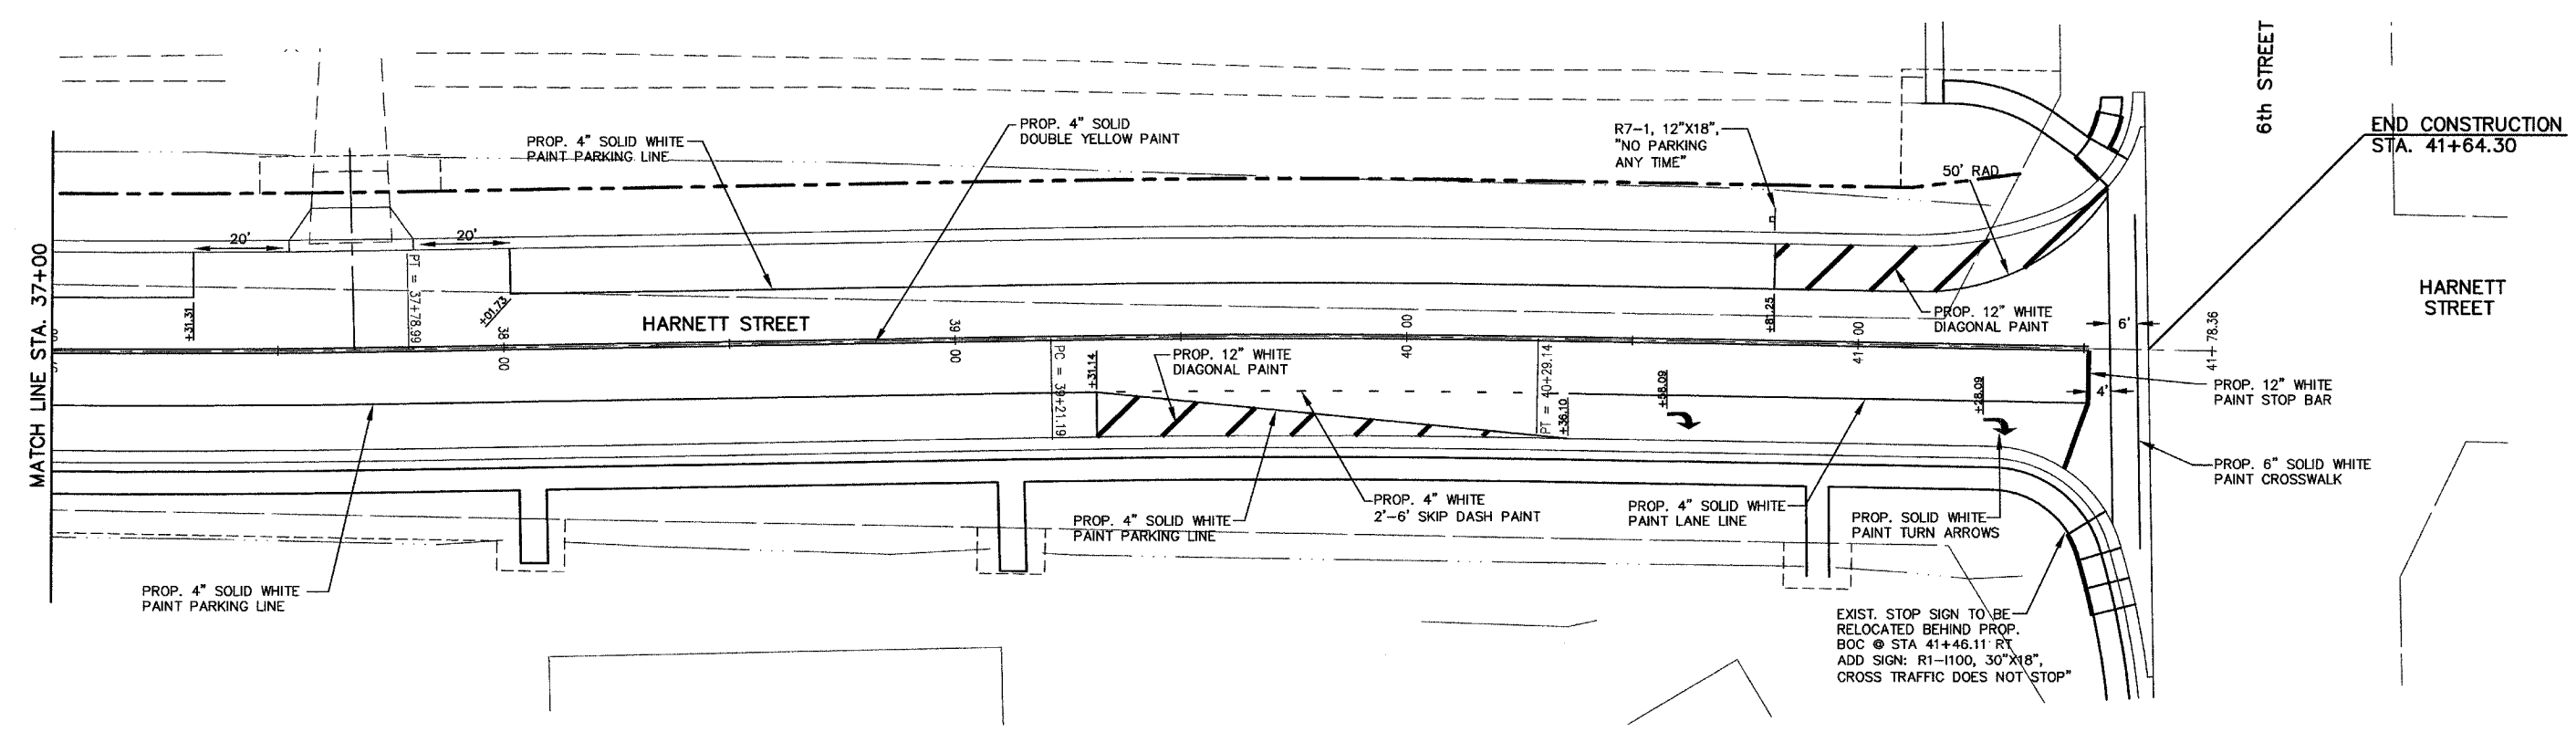 6th STREET
END CONSTRUCTION
STA. 41+64.30
PROP. 4" SOLID
DOUBLE YELLOW PAINT
PROP. 4" SOLID WHITE
PAINT PARKING LINE
R7-1, 12"X18",
"NO PARKING
ANY TIME"
50' RAD
20'
20'
MATCH LINE STA. 37+00
PT = 37+78.99
+31.31
+01.73
38
00
HARNETT STREET
39
00
PC = 39+21.19
+31.14
PROP. 12" WHITE
DIAGONAL PAINT
40
00
PT = 40+29.14
+36.10
+58.09
+81.25
41
00
+28.09
PROP. 12" WHITE
DIAGONAL PAINT
6'
4'
41+78.36
HARNETT
STREET
PROP. 12" WHITE
PAINT STOP BAR
PROP. 6" SOLID WHITE
PAINT CROSSWALK
PROP. 4" SOLID WHITE
PAINT PARKING LINE
PROP. 4" WHITE
2'-6' SKIP DASH PAINT
PROP. 4" SOLID WHITE
PAINT LANE LINE
PROP. SOLID WHITE
PAINT TURN ARROWS
PROP. 4" SOLID WHITE
PAINT PARKING LINE
EXIST. STOP SIGN TO BE
RELOCATED BEHIND PROP.
BOC @ STA 41+46.11 RT
ADD SIGN: R1-I100, 30"X18",
CROSS TRAFFIC DOES NOT STOP"